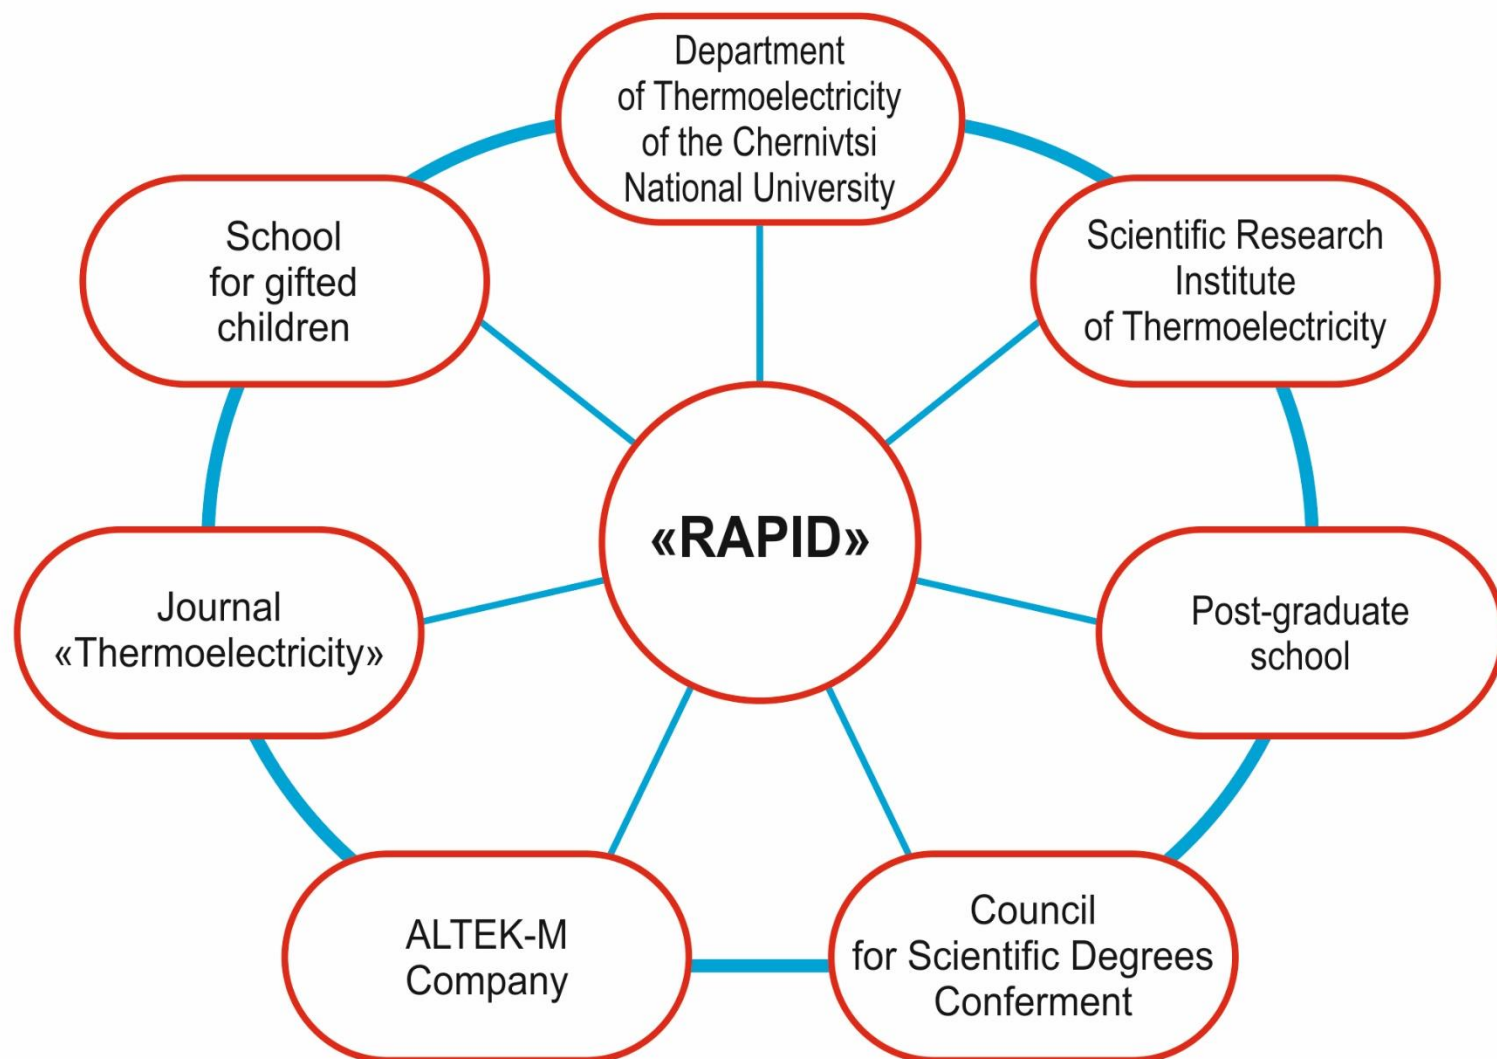 Department
of Thermoelectricity
of the Chernivtsi
National University
School
for gifted
children
Scientific Research
Institute
of Thermoelectricity
«RAPID»
Journal
«Thermoelectricity»
Post-graduate
school
ALTEK-M
Company
Council
for Scientific Degrees
Conferment